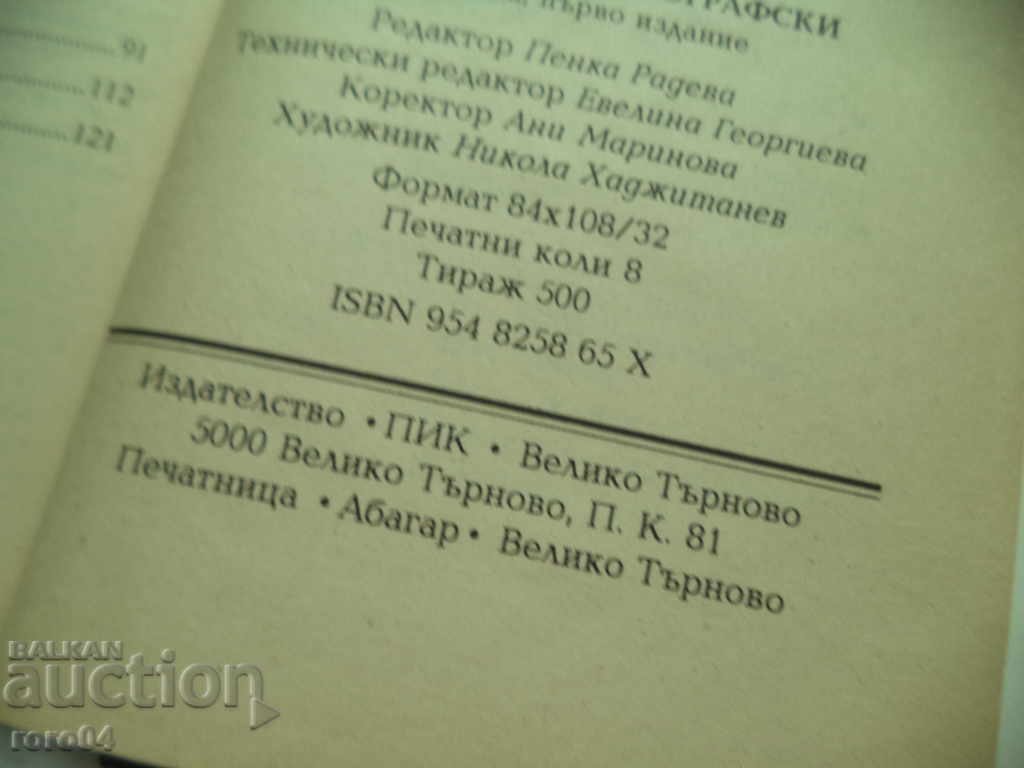 91
112
121
ГРАФСКИ
първо издание
Редактор Пенка Радева
Технически редактор Евелина Георгиева
Коректор Ани Маринова
Художник Никола Хаджитанев
Формат 84х108/32
Печатни коли 8
Тираж 500
ISBN 954 8258 65 X
Издателство • ПИК • Велико Търново
5000 Велико Търново, П. К. 81
Печатница • Абагар • Велико Търново
BALKAN
auction
roro04